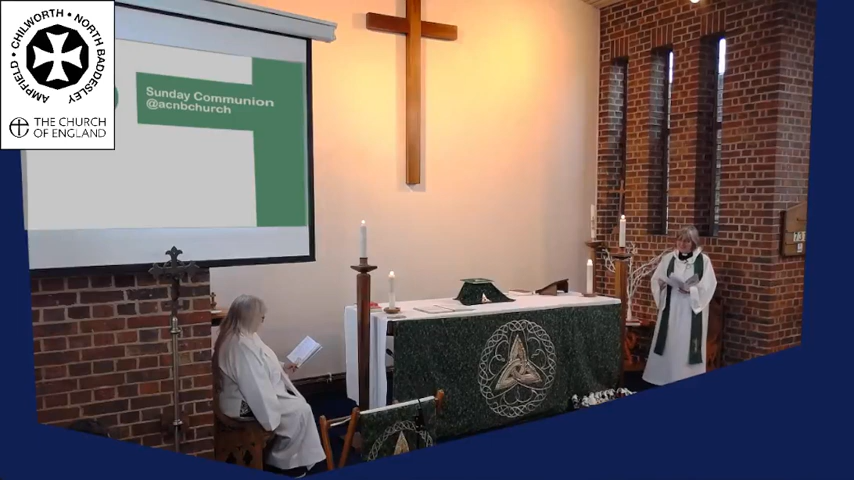 AMPFIELD • CHILWORTH • NORTH BADDESLEY
THE CHURCH
OF ENGLAND
Sunday Communion
@acnbchurch